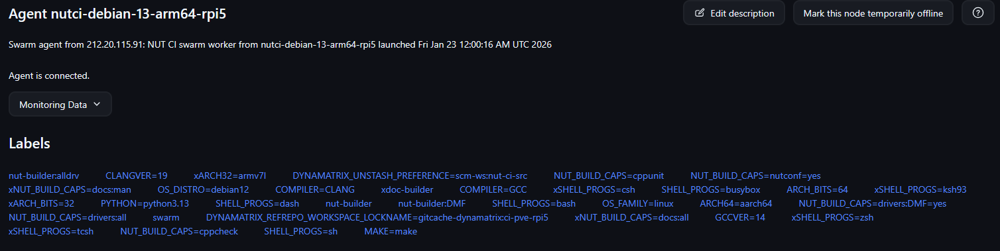 Agent nutci-debian-13-arm64-rpi5
Edit description
Mark this node temporarily offline
Swarm agent from 212.20.115.91: NUT CI swarm worker from nutci-debian-13-arm64-rpi5 launched Fri Jan 23 12:00:16 AM UTC 2026
Agent is connected.
Monitoring Data
Labels
nut-builder:alldrv CLANGVER=19 xARCH32=armv7l DYNAMATRIX_UNSTASH_PREFERENCE=scm-ws:nut-ci-src NUT_BUILD_CAPS=cppunit NUT_BUILD_CAPS=nutconf=yes
xNUT_BUILD_CAPS=docs:man OS_DISTRO=debian12 COMPILER=CLANG xdoc-builder COMPILER=GCC xSHELL_PROGS=csh SHELL_PROGS=busybox ARCH_BITS=64 xSHELL_PROGS=ksh93
xARCH_BITS=32 PYTHON=python3.13 SHELL_PROGS=dash nut-builder nut-builder:DMF SHELL_PROGS=bash OS_FAMILY=linux ARCH64=aarch64 NUT_BUILD_CAPS=drivers:DMF=yes
NUT_BUILD_CAPS=drivers:all swarm DYNAMATRIX_REFREPO_WORKSPACE_LOCKNAME=gitcache-dynamatrix:ci-pve-rpi5 xNUT_BUILD_CAPS=docs:all GCCVER=14 xSHELL_PROGS=zsh
xSHELL_PROGS=tcsh NUT_BUILD_CAPS=cppcheck SHELL_PROGS=sh MAKE=make